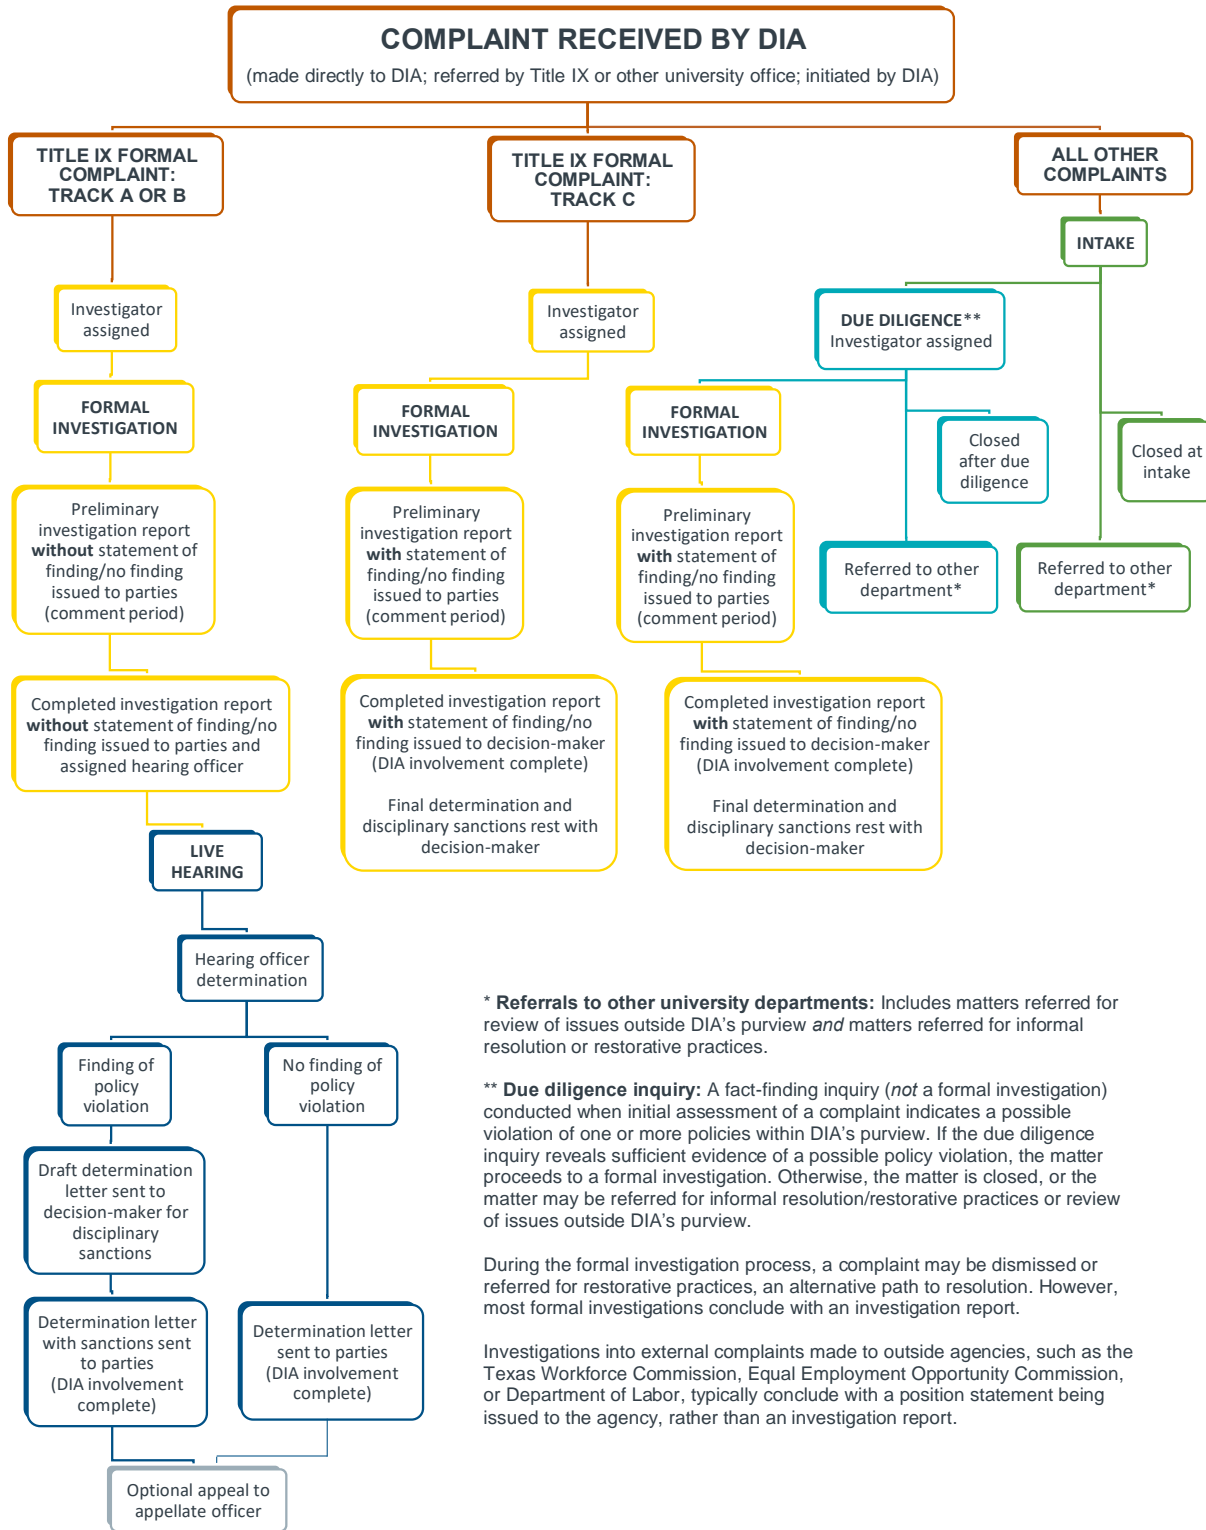 COMPLAINT RECEIVED BY DIA
(made directly to DIA; referred by Title IX or other university office; initiated by DIA)
TITLE IX FORMAL
COMPLAINT:
TRACK A OR B
TITLE IX FORMAL
COMPLAINT:
TRACK C
ALL OTHER
COMPLAINTS
INTAKE
Investigator
assigned
Investigator
assigned
DUE DILIGENCE**
Investigator assigned
FORMAL
INVESTIGATION
FORMAL
INVESTIGATION
FORMAL
INVESTIGATION
Closed
after due
diligence
Closed at
intake
Preliminary
investigation report
without statement of
finding/no finding
issued to parties
(comment period)
Preliminary
investigation report
with statement of
finding/no finding
issued to parties
(comment period)
Preliminary
investigation report
with statement of
finding/no finding
issued to parties
(comment period)
Referred to other
department*
Referred to other
department*
Completed investigation report
without statement of finding/no
finding issued to parties and
assigned hearing officer
Completed investigation report
with statement of finding/no
finding issued to decision-maker
(DIA involvement complete)
Final determination and
disciplinary sanctions rest with
decision-maker
Completed investigation report
with statement of finding/no
finding issued to decision-maker
(DIA involvement complete)
Final determination and
disciplinary sanctions rest with
decision-maker
LIVE
HEARING
Hearing officer
determination
Finding of
policy
violation
No finding of
policy
violation
Draft determination
letter sent to
decision-maker for
disciplinary
sanctions
Determination letter
with sanctions sent
to parties
(DIA involvement
complete)
Determination letter
sent to parties
(DIA involvement
complete)
Optional appeal to
appellate officer
* Referrals to other university departments: Includes matters referred for
review of issues outside DIA's purview and matters referred for informal
resolution or restorative practices.
** Due diligence inquiry: A fact-finding inquiry (not a formal investigation)
conducted when initial assessment of a complaint indicates a possible
violation of one or more policies within DIA's purview. If the due diligence
inquiry reveals sufficient evidence of a possible policy violation, the matter
proceeds to a formal investigation. Otherwise, the matter is closed, or the
matter may be referred for informal resolution/restorative practices or review
of issues outside DIA's purview.
During the formal investigation process, a complaint may be dismissed or
referred for restorative practices, an alternative path to resolution. However,
most formal investigations conclude with an investigation report.
Investigations into external complaints made to outside agencies, such as the
Texas Workforce Commission, Equal Employment Opportunity Commission,
or Department of Labor, typically conclude with a position statement being
issued to the agency, rather than an investigation report.